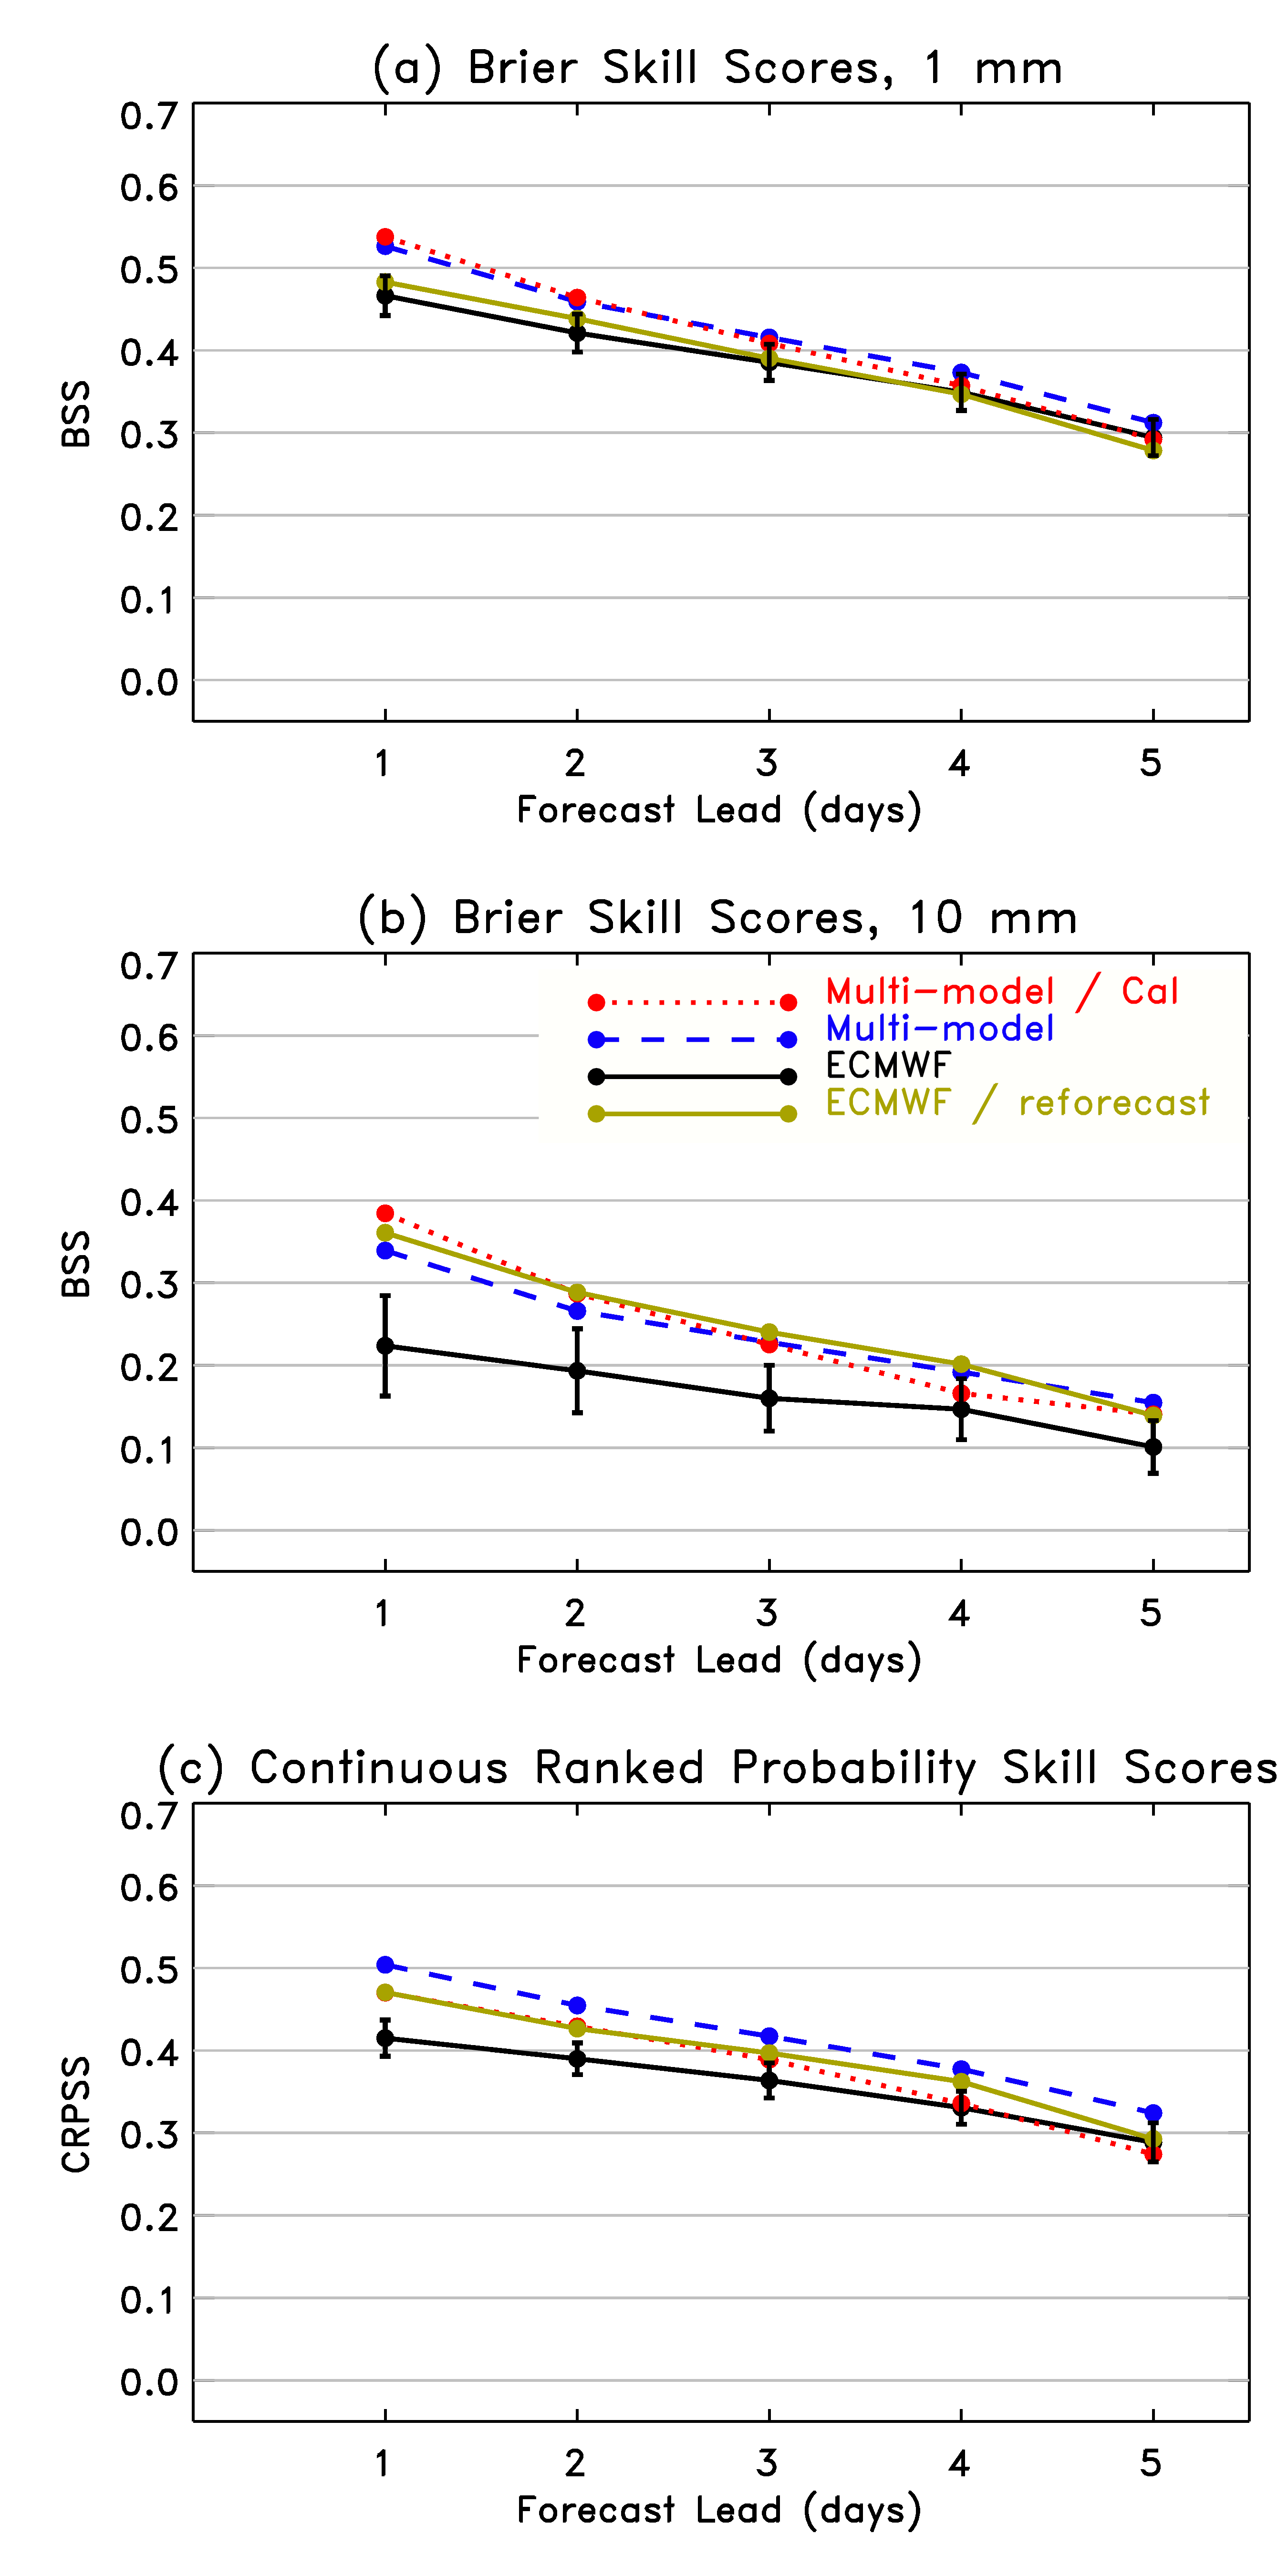 (a) Brier Skill Scores, 1 mm
0.7
0.6
0.5
0.4
0.3
0.2
0.1
0.0
BSS
1 2 3 4 5
Forecast Lead (days)
(b) Brier Skill Scores, 10 mm
0.7
0.6
0.5
0.4
0.3
0.2
0.1
0.0
BSS
Multi-model / Cal
Multi-model
ECMWF
ECMWF / reforecast
1 2 3 4 5
Forecast Lead (days)
(c) Continuous Ranked Probability Skill Scores
0.7
0.6
0.5
0.4
0.3
0.2
0.1
0.0
CRPSS
1 2 3 4 5
Forecast Lead (days)